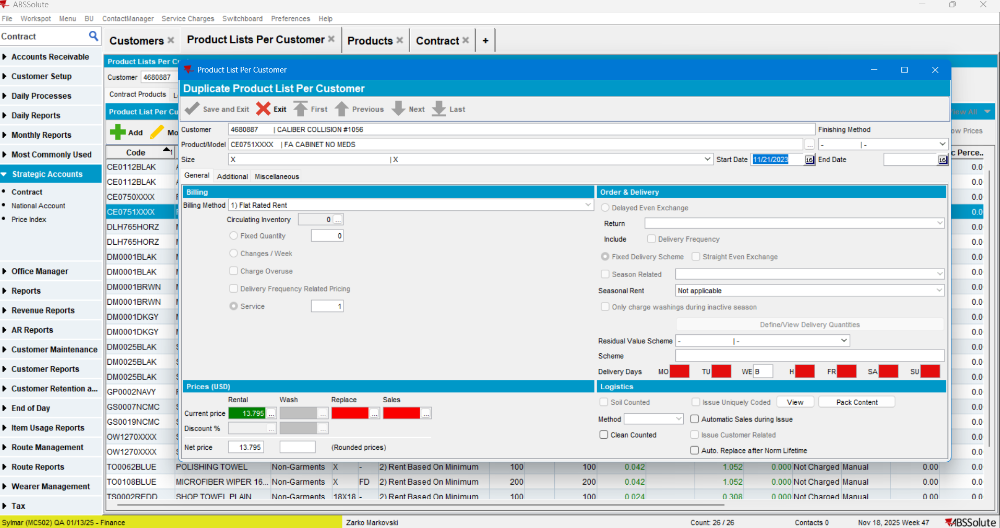 ABSSolute
File Workspot Menu BU ContactManager Service Charges Switchboard Preferences Help
Contract
Customers Product Lists Per Customer Products Contract +
Accounts Receivable
Customer Setup
Daily Processes
Daily Reports
Monthly Reports
Most Commonly Used
Strategic Accounts
Contract
National Account
Price Index
Office Manager
Reports
Revenue Reports
AR Reports
Customer Maintenance
Customer Reports
Customer Retention a...
End of Day
Item Usage Reports
Route Management
Route Reports
Wearer Management
Tax
Product Lists Per
Customer 4680887
Contract Products
Product List Per Cu
View All
Add Mo
ow Prices
Code 1 c Perce..
CE0112BLAK 0.0
CE0112BLAK 0.0
CE0750XXXX 0.0
CE0751XXXX 0.0
DLH765HORZ 0.0
DLH765HORZ 0.0
DM0001BLAK 0.0
DM0001BLAK 0.0
DM0001BRWN 0.0
DM0001BRWN 0.0
DM0001DKGY 0.0
DM0001DKGY 0.0
DM0025BLAK 0.0
DM0025BLAK 0.0
DM0025BLAK 0.0
GP0002NAVY 0.0
GS0007NCMC 0.0
GS0019NCMC 0.0
OW1270XXXX 0.0
OW1270XXXX 0.0
TO0062BLUE POLISHING TOWEL Non-Garments X - 2) Rent Based On Minimum 100 100 0.042 1.052 0.000 Not Charged Manual 0.00 0.0
TO0108BLUE MICROFIBER WIPER 16... Non-Garments X FD 2) Rent Based On Minimum 200 200 0.042 1.052 0.000 Not Charged Manual 0.00 0.0
TS0002REDD SHOP TOWEL PLAIN Non-Garments 18X18 - 2) Rent Based On Minimum 100 100 0.024 0.308 0.000 Not Charged Manual 0.00 0.0
Product List Per Customer
Duplicate Product List Per Customer
Save and Exit Exit First Previous Next Last
Customer 4680887 | CALIBER COLLISION #1056 Finishing Method
Product/Model CE0751XXXX | FA CABINET NO MEDS ... - | -
Size X | X Start Date 11/21/2023 16 End Date 16
General Additional Miscellaneous
Billing
Billing Method 1) Flat Rated Rent
Circulating Inventory 0 ...
Fixed Quantity 0
Changes / Week
Charge Overuse
Delivery Frequency Related Pricing
Service 1
Order & Delivery
Delayed Even Exchange
Return
Include Delivery Frequency
Fixed Delivery Scheme Straight Even Exchange
Season Related
Seasonal Rent Not applicable
Only charge washings during inactive season
Define/View Delivery Quantities
Residual Value Scheme - | -
Scheme
Delivery Days MO TU WE B H FR SA SU
Prices (USD)
Rental Wash Replace Sales
Current price 13.795 ... ... ... ...
Discount % ... ...
Net price 13.795 (Rounded prices)
Logistics
Soil Counted Issue Uniquely Coded View Pack Content
Method Automatic Sales during Issue
Clean Counted Issue Customer Related
Auto. Replace after Norm Lifetime
Sylmar (MC502) QA 01/13/25 - Finance Zarko Markovski Count: 26 / 26 Contacts 0 Nov 18, 2025 Week 47 ABSSolute